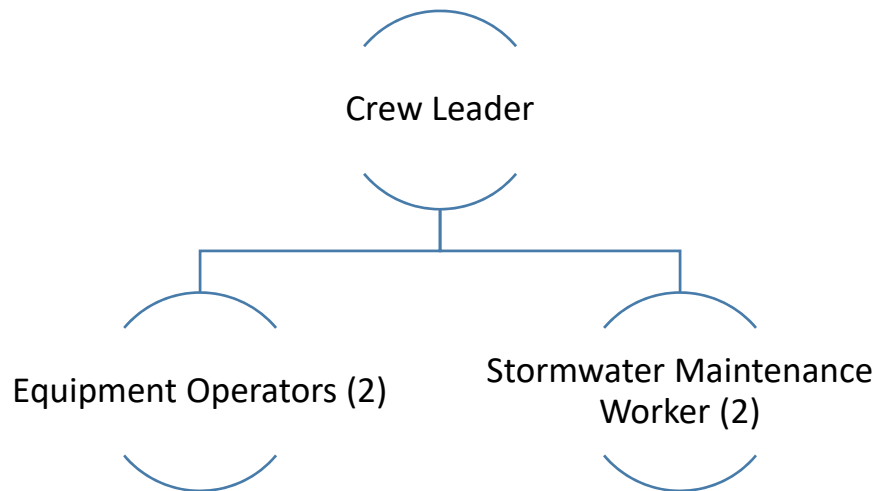 Crew Leader
Equipment Operators (2)
Stormwater Maintenance
Worker (2)